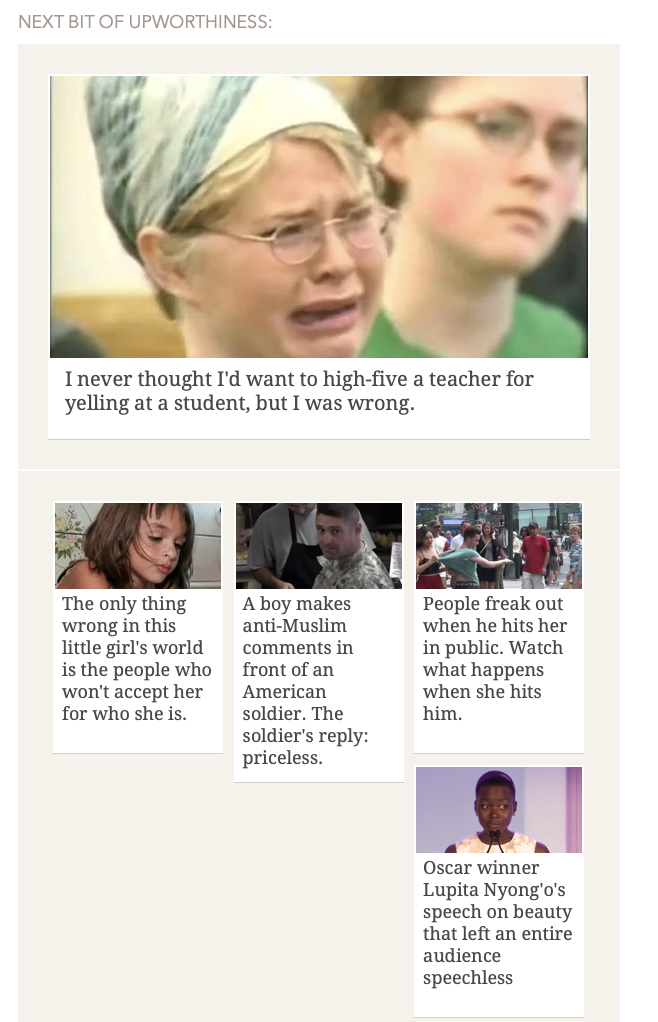 NEXT BIT OF UPWORTHINESS:
I never thought I'd want to high-five a teacher for
yelling at a student, but I was wrong.
The only thing
wrong in this
little girl's world
is the people who
won't accept her
for who she is.
A boy makes
anti-Muslim
comments in
front of an
American
soldier. The
soldier's reply:
priceless.
People freak out
when he hits her
in public. Watch
what happens
when she hits
him.
Oscar winner
Lupita Nyong'o's
speech on beauty
that left an entire
audience
speechless